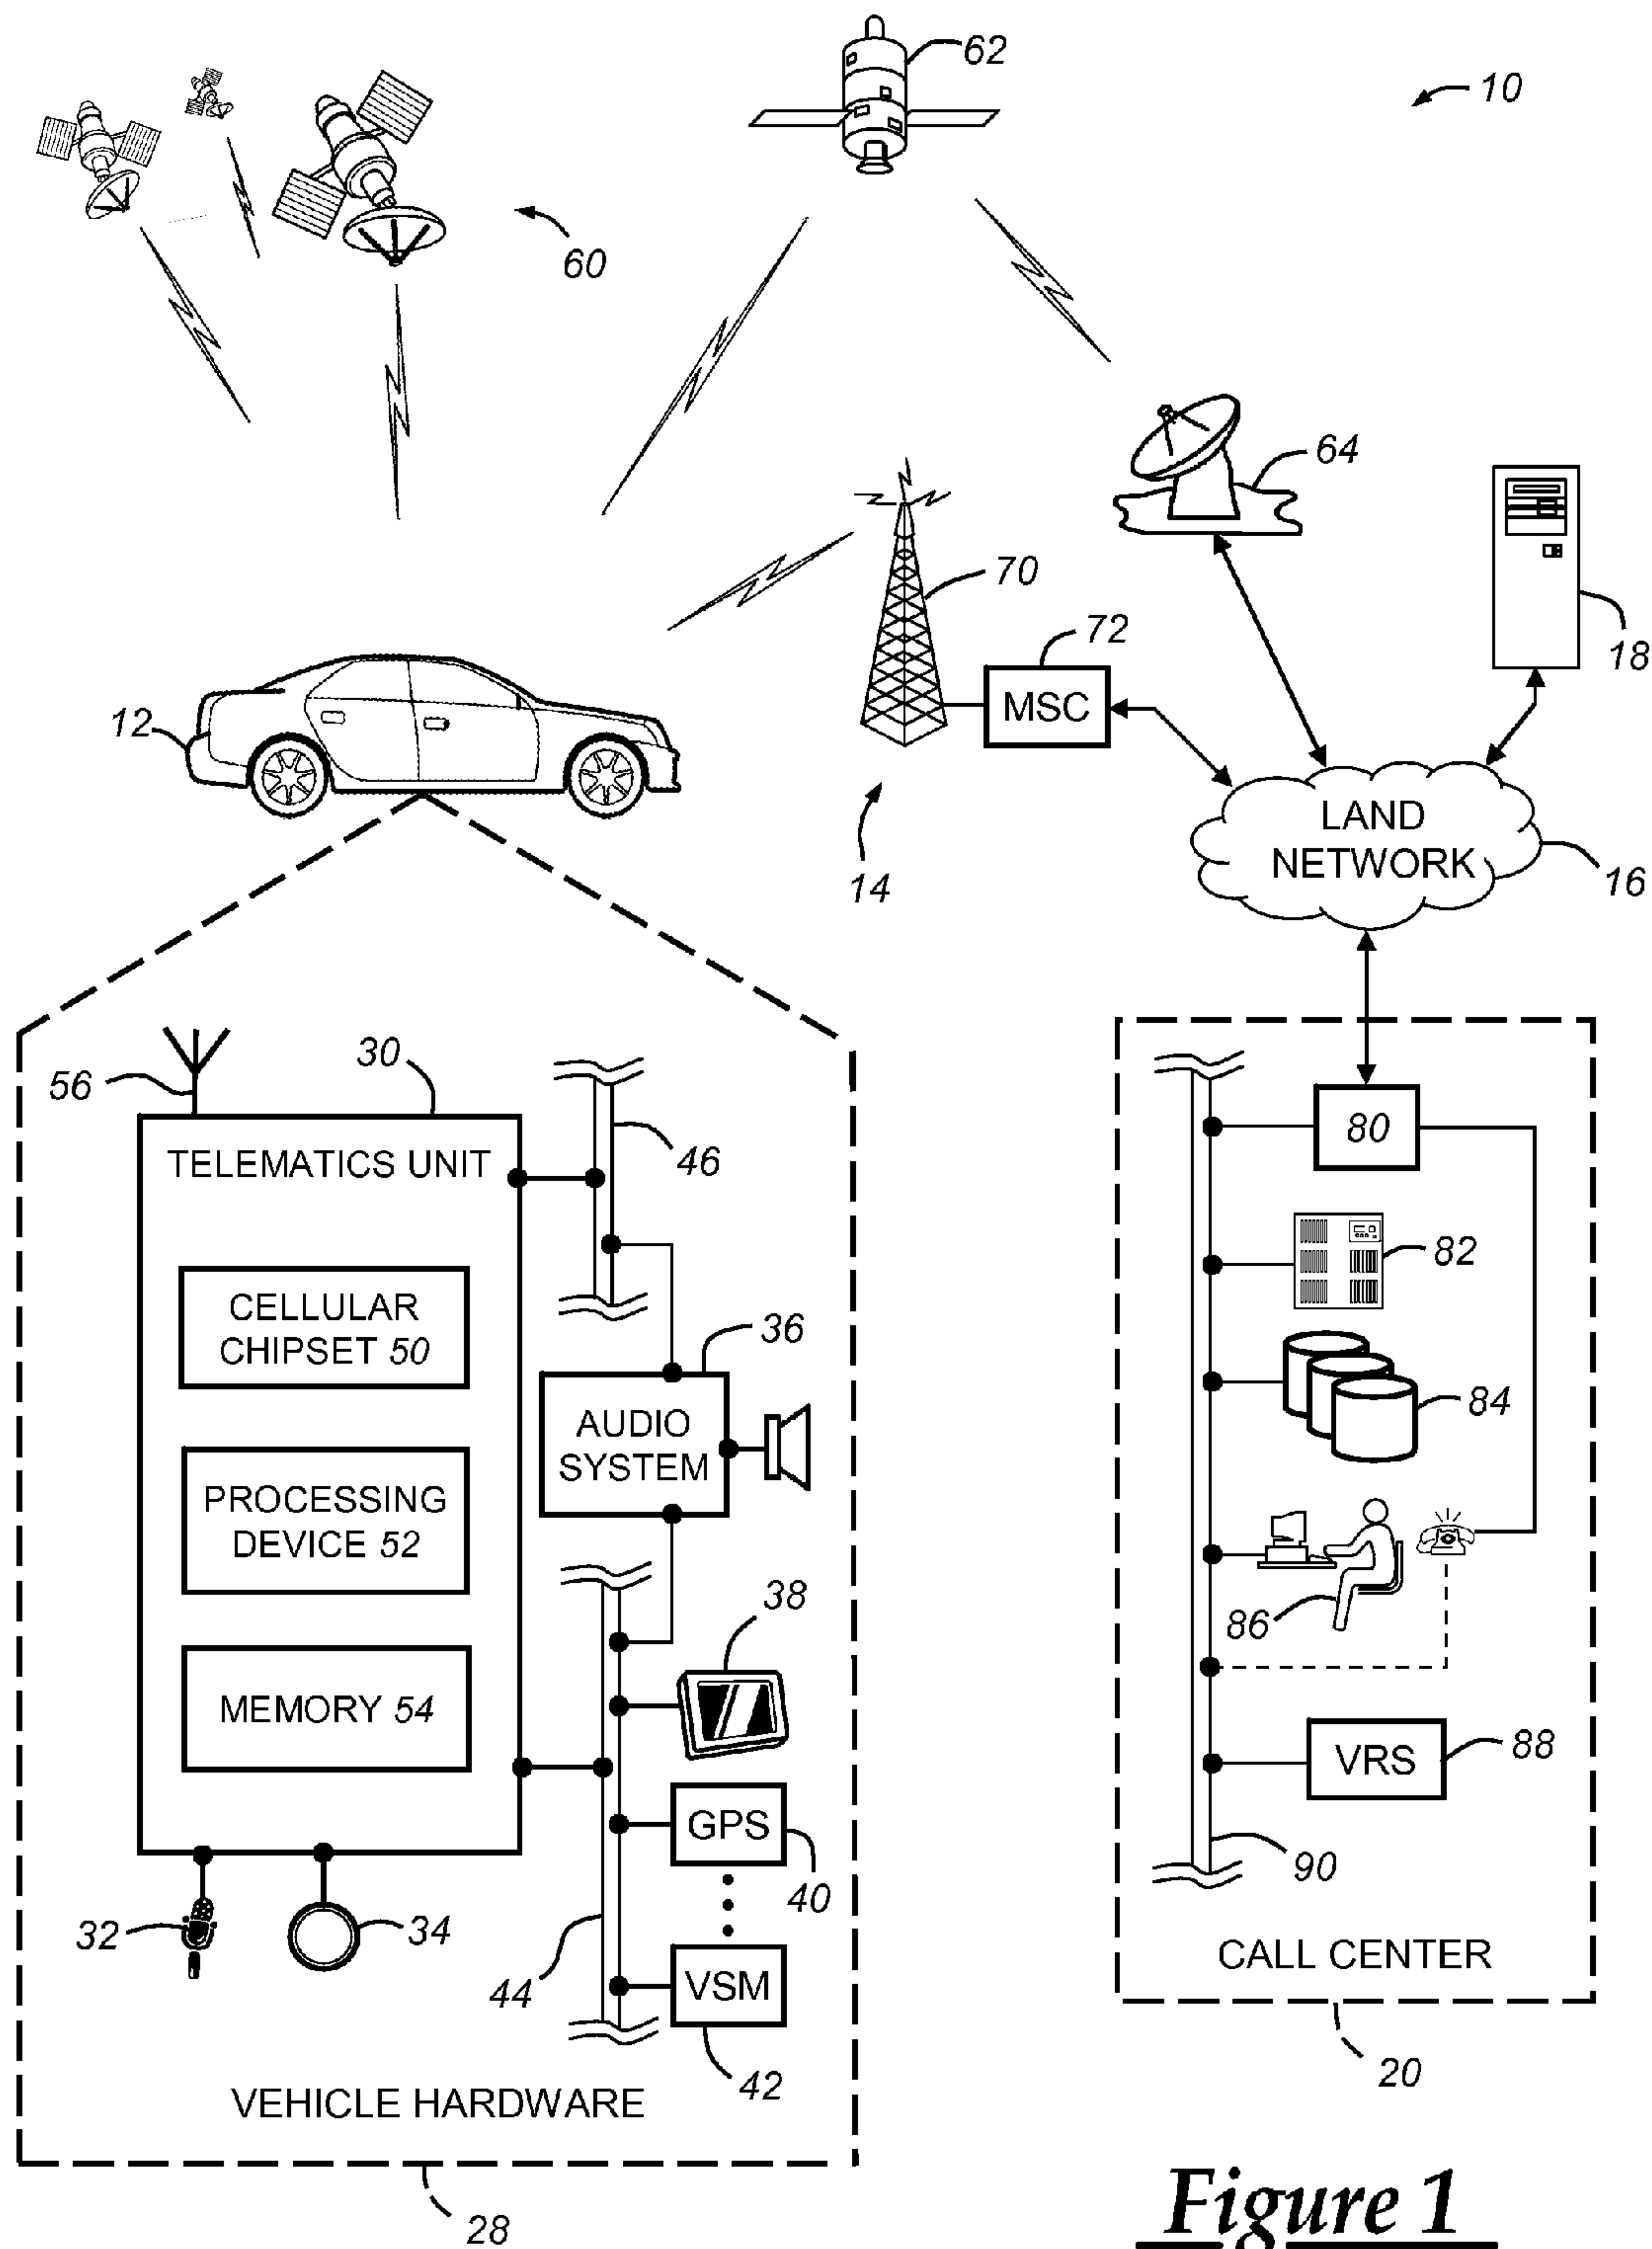 62
10
60
64
70
18
72
MSC
12
LAND
NETWORK
16
14
30
56
TELEMATICS UNIT
46
80
82
CELLULAR
CHIPSET 50
36
AUDIO
SYSTEM
84
PROCESSING
DEVICE 52
38
86
MEMORY 54
VRS
88
GPS
40
90
32
34
44
VSM
CALL CENTER
42
20
VEHICLE HARDWARE
28
Figure 1